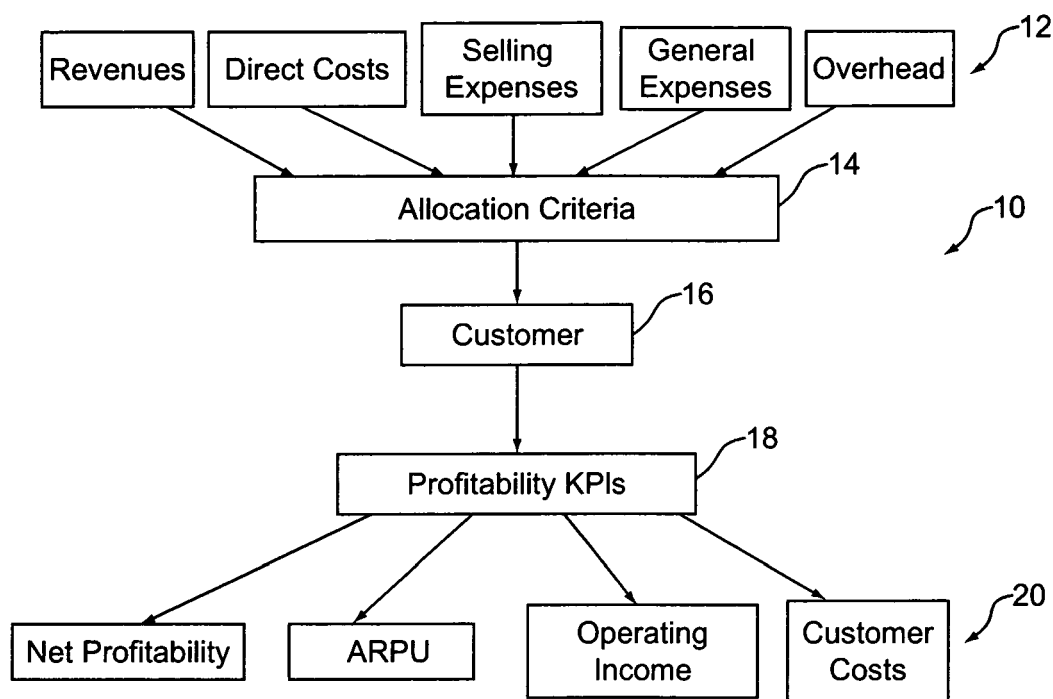 12
Revenues
Direct Costs
Selling
Expenses
General
Expenses
Overhead
14
Allocation Criteria
10
16
Customer
18
Profitability KPIs
20
Net Profitability
ARPU
Operating
Income
Customer
Costs